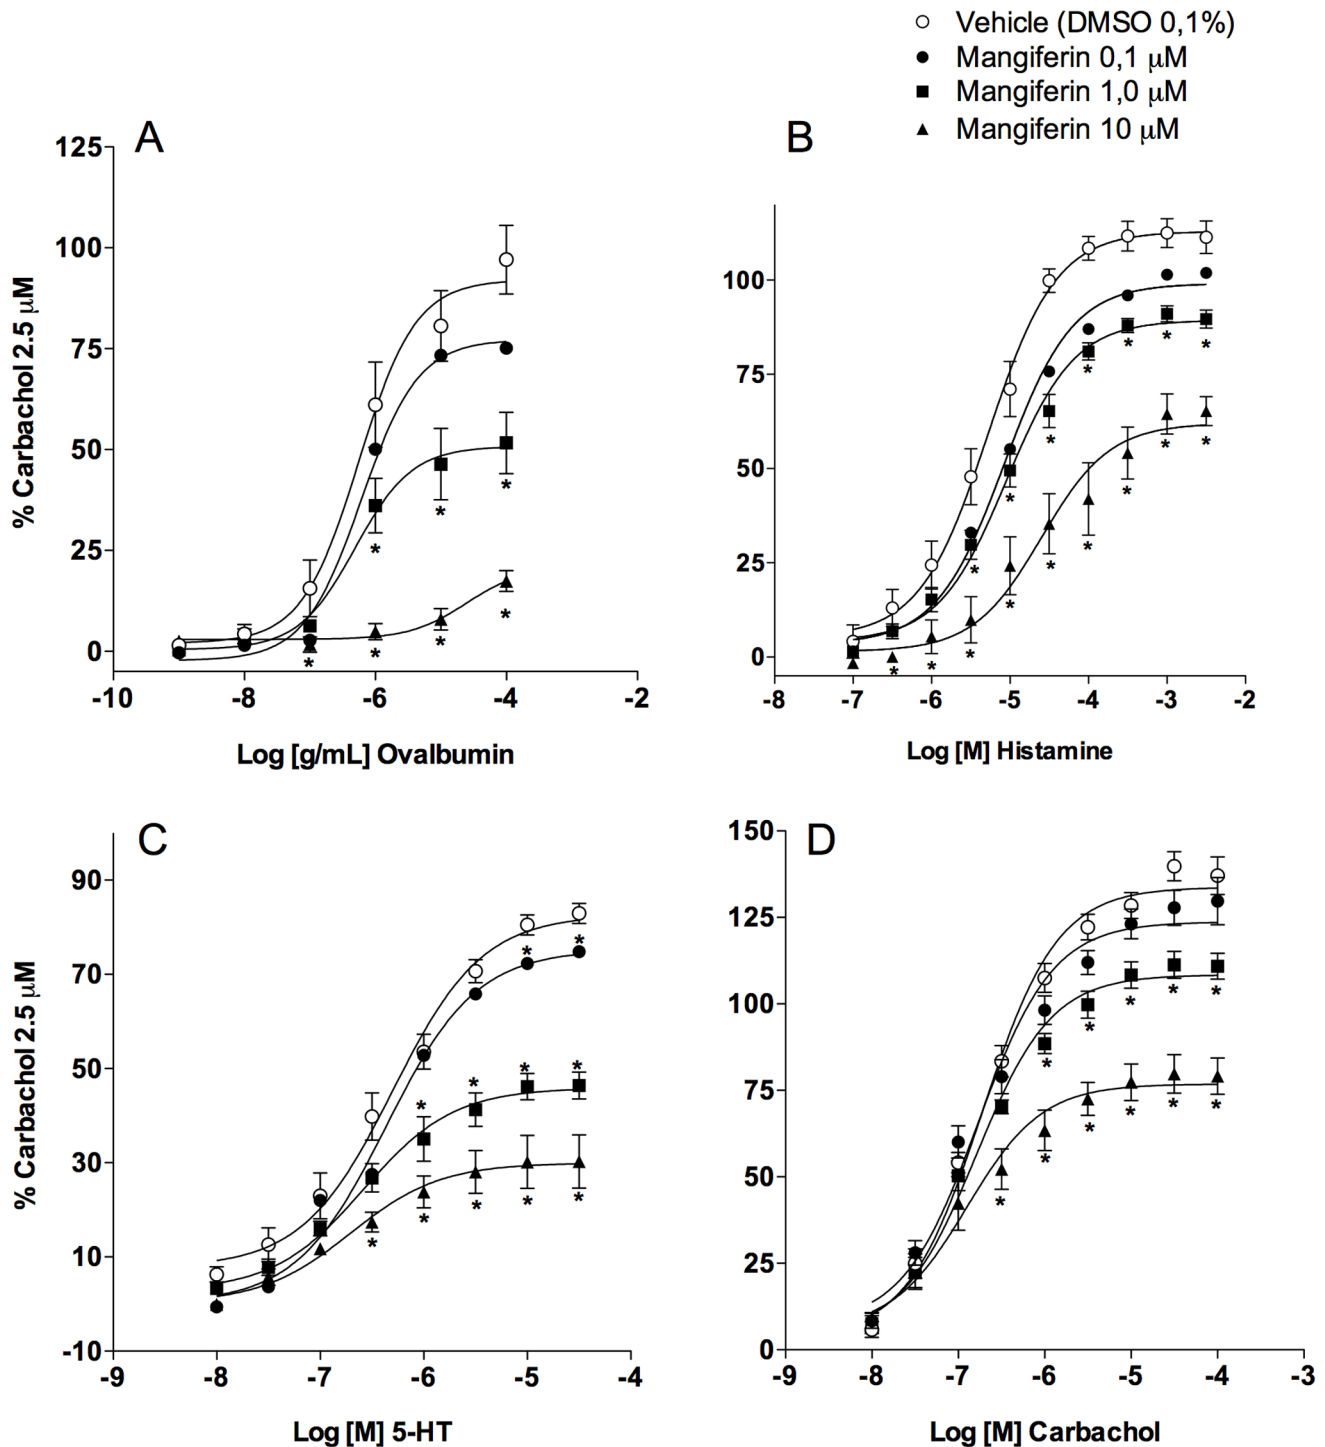 Vehicle (DMSO 0,1%)
Mangiferin 0,1 μM
Mangiferin 1,0 μM
Mangiferin 10 μM
A
125
100
75
50
25
0
-10 -8 -6 -4 -2
% Carbachol 2.5 μM
Log [g/mL] Ovalbumin
* * * *
* * *
B
100
75
50
25
0
-8 -7 -6 -5 -4 -3 -2
Log [M] Histamine
* * * * * * *
* * * * * * * * *
C
90
70
50
30
10
-10
-9 -8 -7 -6 -5 -4
% Carbachol 2.5 μM
Log [M] 5-HT
* *
* * * *
* * * * *
D
150
125
100
75
50
25
0
-9 -8 -7 -6 -5 -4 -3
Log [M] Carbachol
* * * * *
* * * * * *